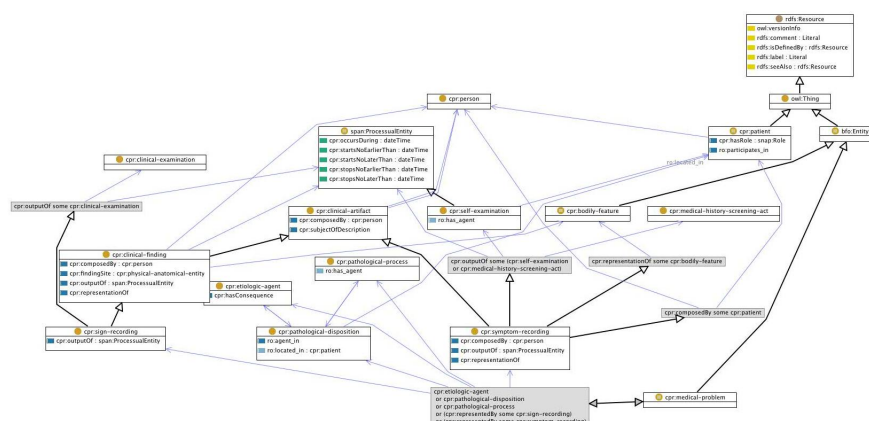 rdfs:Resource
owl:versionInfo
rdfs:comment : Literal
rdfs:isDefinedBy : rdfs:Resource
rdfs:label : Literal
rdfs:seeAlso : rdfs:Resource
owl:Thing
cpr:person
span:ProcessualEntity
cpr:occursDuring : dateTime
cpr:startsNoEarlierThan : dateTime
cpr:startsNoLaterThan : dateTime
cpr:stopsNoEarlierThan : dateTime
cpr:stopsNoLaterThan : dateTime
cpr:patient
cpr:hasRole : snap:Role
ro:participates_in
bfo:Entity
cpr:clinical-examination
ro:located_in
cpr:outputOf some cpr:clinical-examination
cpr:clinical-artifact
cpr:composedBy : cpr:person
cpr:subjectOfDescription
cpr:self-examination
ro:has_agent
cpr:bodily-feature
cpr:medical-history-screening-act
cpr:clinical-finding
cpr:composedBy : cpr:person
cpr:findingSite : cpr:physical-anatomical-entity
cpr:outputOf : span:ProcessualEntity
cpr:representationOf
cpr:pathological-process
ro:has_agent
cpr:outputOf some (cpr:self-examination
or cpr:medical-history-screening-act)
cpr:representationOf some cpr:bodily-feature
cpr:etiologic-agent
cpr:hasConsequence
cpr:composedBy some cpr:patient
cpr:sign-recording
cpr:outputOf : span:ProcessualEntity
cpr:pathological-disposition
ro:agent_in
ro:located_in : cpr:patient
cpr:symptom-recording
cpr:composedBy : cpr:person
cpr:outputOf : span:ProcessualEntity
cpr:representationOf
cpr:etiologic-agent
or cpr:pathological-disposition
or cpr:pathological-process
or (cpr:representedBy some cpr:sign-recording)
or (cpr:representedBy some cpr:symptom-recording)
cpr:medical-problem